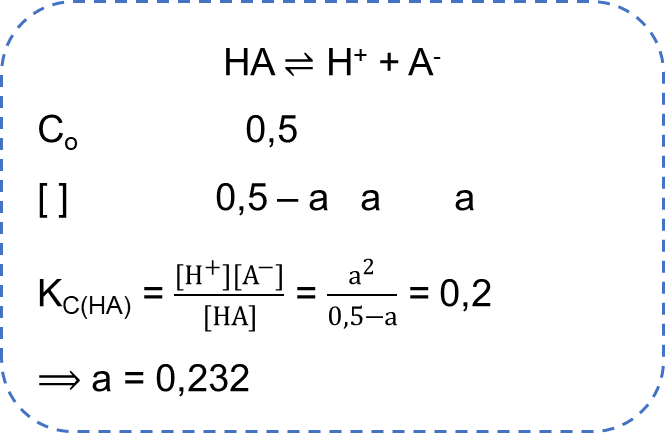 HA ⇌ H⁺ + A⁻
Cₒ 0,5
[ ] 0,5 – a a a
K_C(HA) = [H⁺][A⁻]/[HA] = a²/0,5−a = 0,2
⟹ a = 0,232